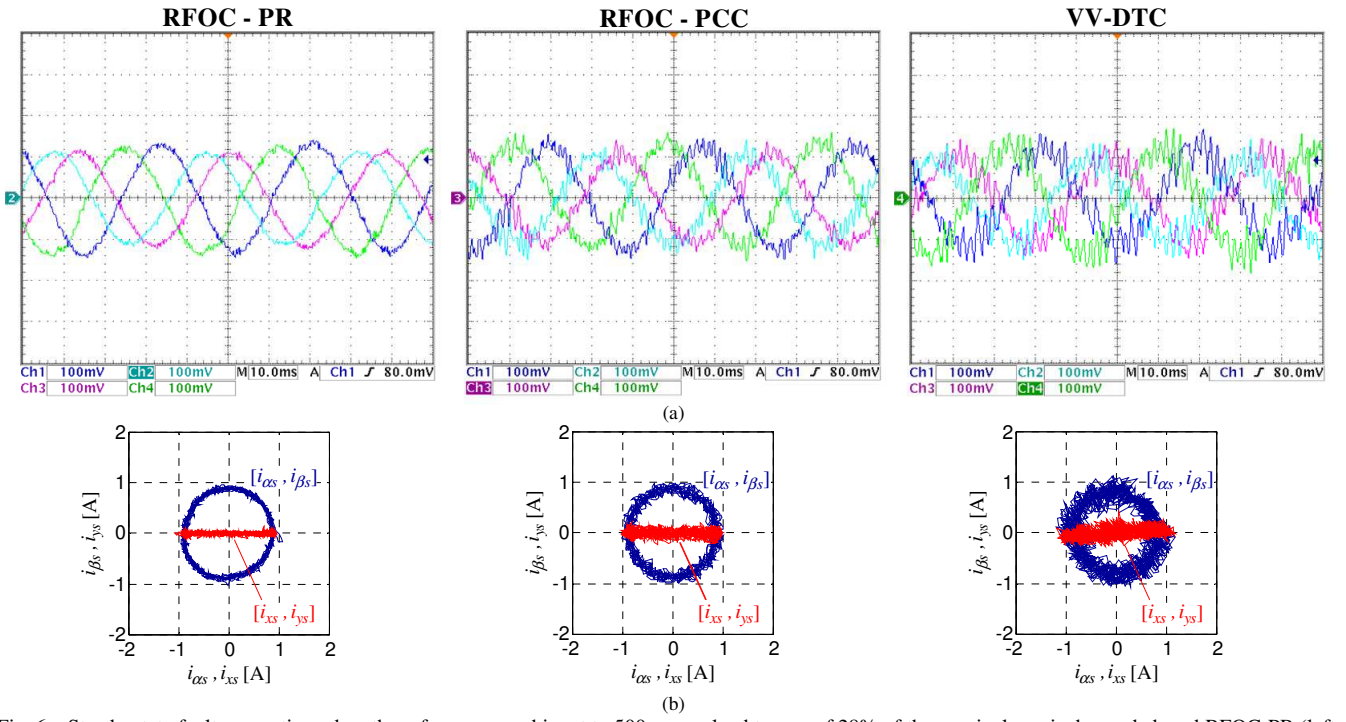 RFOC - PR
RFOC - PCC
VV-DTC
2
3
4
Ch1 100mV Ch2 100mV M 10.0ms A Ch1 ʃ 80.0mV
Ch3 100mV Ch4 100mV
Ch1 100mV Ch2 100mV M 10.0ms A Ch1 ʃ 80.0mV
Ch3 100mV Ch4 100mV
Ch1 100mV Ch2 100mV M 10.0ms A Ch1 ʃ 80.0mV
Ch3 100mV Ch4 100mV
(a)
2
1
0
-1
-2
-2 -1 0 1 2
iβs , iys [A]
[iαs , iβs]
[ixs , iys]
iαs , ixs [A]
2
1
0
-1
-2
-2 -1 0 1 2
iβs , iys [A]
[iαs , iβs]
[ixs , iys]
iαs , ixs [A]
2
1
0
-1
-2
-2 -1 0 1 2
iβs , iys [A]
[iαs , iβs]
[ixs , iys]
iαs , ixs [A]
(b)